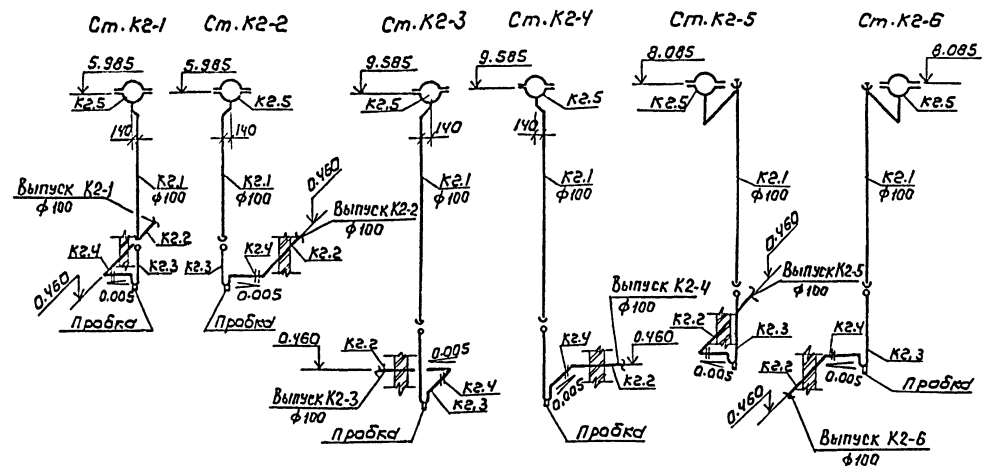 Ст. К2-1
5.985
К2.5
140
К2.1
ф100
Выпуск К2-1
ф100
К2.2
К2.4
К2.3
0.460
0.005
Пробка
Ст. К2-2
5.985
К2.5
140
К2.1
ф100
0.460
Выпуск К2-2
ф100
К2.2
К2.4
К2.3
0.005
Пробка
Ст. К2-3
9.585
К2.5
140
К2.1
ф100
0.460
К2.2
0.005
К2.4
К2.3
Выпуск К2-3
ф100
Пробка
Ст. К2-4
9.585
К2.5
140
К2.1
ф100
Выпуск К2-4
ф100
К2.4
0.460
К2.2
0.005
Пробка
Ст. К2-5
8.085
К2.5
К2.1
ф100
0.460
Выпуск К2-5
ф100
К2.2
К2.3
0.005
Ст. К2-6
8.085
К2.5
К2.1
ф100
К2.4
К2.2
К2.3
0.005
Пробка
0.460
Выпуск К2-6
ф100